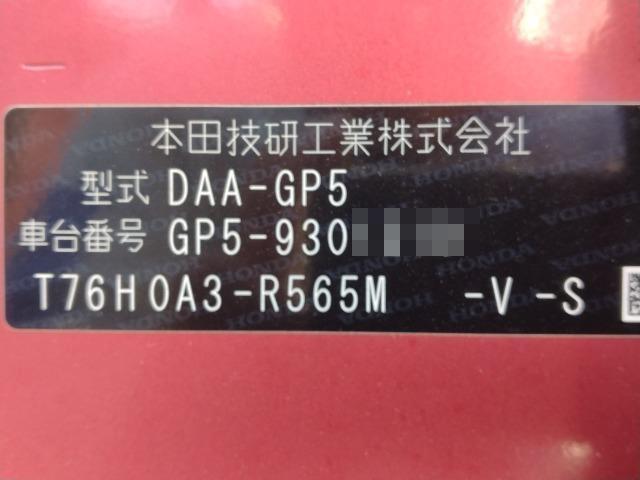 本田技研工業株式会社
型式 DAA-GP5
車台番号 GP5-930
T76H0A3-R565M -V -S